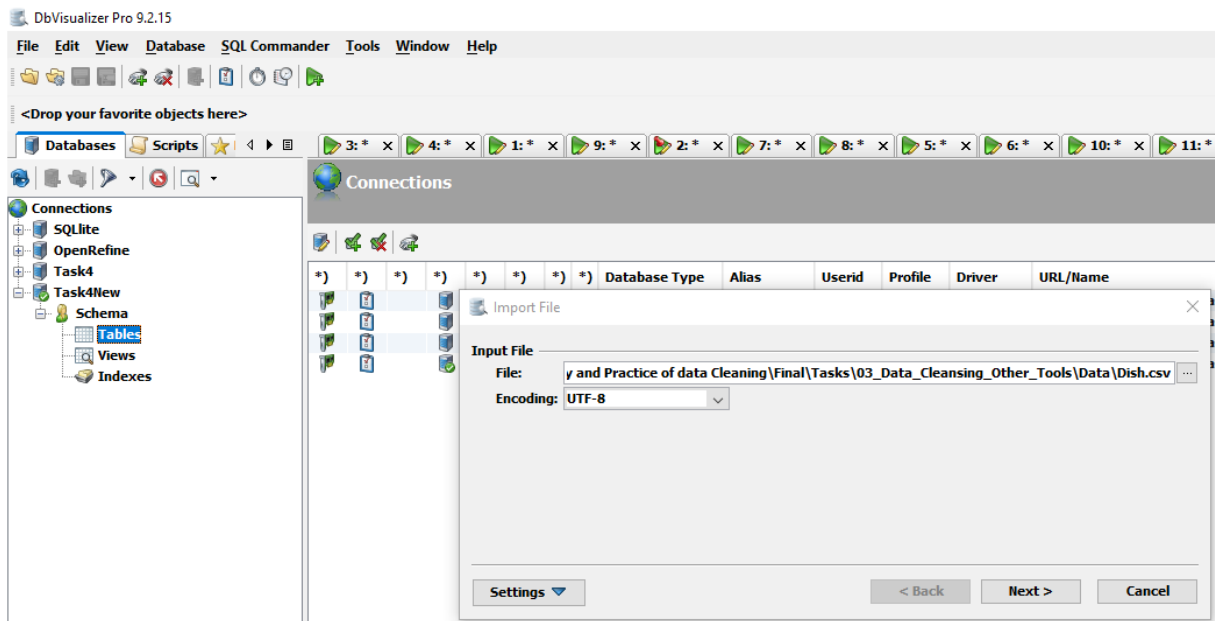 DbVisualizer Pro 9.2.15
File Edit View Database SQL Commander Tools Window Help
<Drop your favorite objects here>
Databases Scripts 3: * 4: * 1: * 9: * 2: * 7: * 8: * 5: * 6: * 10: * 11: *
Connections
Connections
SQLlite
OpenRefine
Task4
Task4New
Schema
Tables
Views
Indexes
*) *) *) *) *) *) *) *) Database Type Alias Userid Profile Driver URL/Name
Import File
Input File
File: y and Practice of data Cleaning\Final\Tasks\03_Data_Cleansing_Other_Tools\Data\Dish.csv ...
Encoding: UTF-8
Settings < Back Next > Cancel